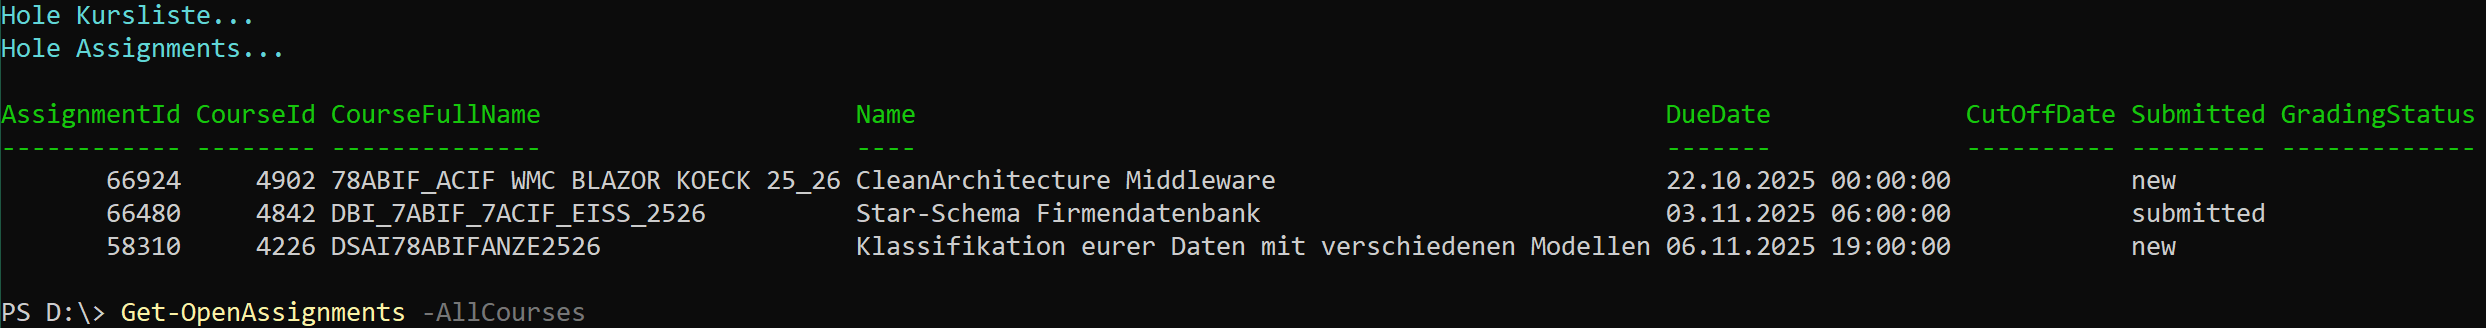 Hole Kursliste...
Hole Assignments...
AssignmentId CourseId CourseFullName Name DueDate CutOffDate Submitted GradingStatus
------------ -------- -------------- ---- ------- ---------- --------- -------------
66924 4902 78ABIF_ACIF WMC BLAZOR KOECK 25_26 CleanArchitecture Middleware 22.10.2025 00:00:00 new
66480 4842 DBI_7ABIF_7ACIF_EISS_2526 Star-Schema Firmendatenbank 03.11.2025 06:00:00 submitted
58310 4226 DSAI78ABIFANZE2526 Klassifikation eurer Daten mit verschiedenen Modellen 06.11.2025 19:00:00 new
PS D:\> Get-OpenAssignments -AllCourses